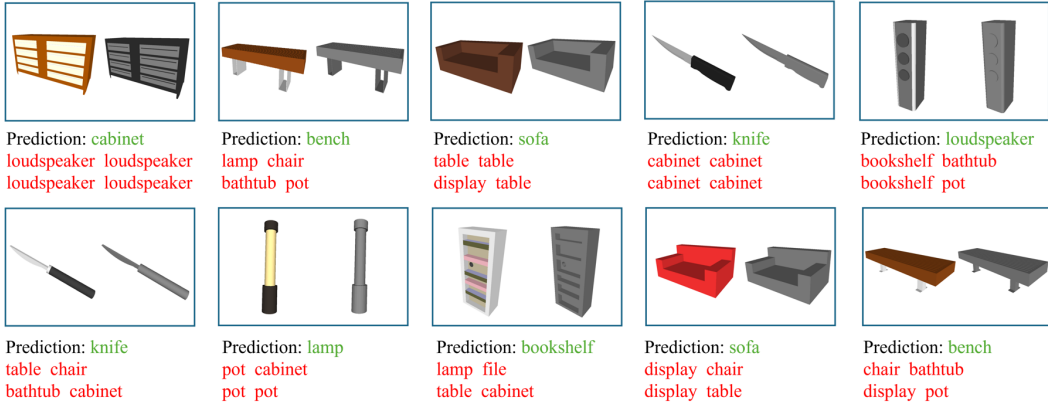 Prediction: cabinet
loudspeaker loudspeaker
loudspeaker loudspeaker
Prediction: bench
lamp chair
bathtub pot
Prediction: sofa
table table
display table
Prediction: knife
cabinet cabinet
cabinet cabinet
Prediction: loudspeaker
bookshelf bathtub
bookshelf pot
Prediction: knife
table chair
bathtub cabinet
Prediction: lamp
pot cabinet
pot pot
Prediction: bookshelf
lamp file
table cabinet
Prediction: sofa
display chair
display table
Prediction: bench
chair bathtub
display pot